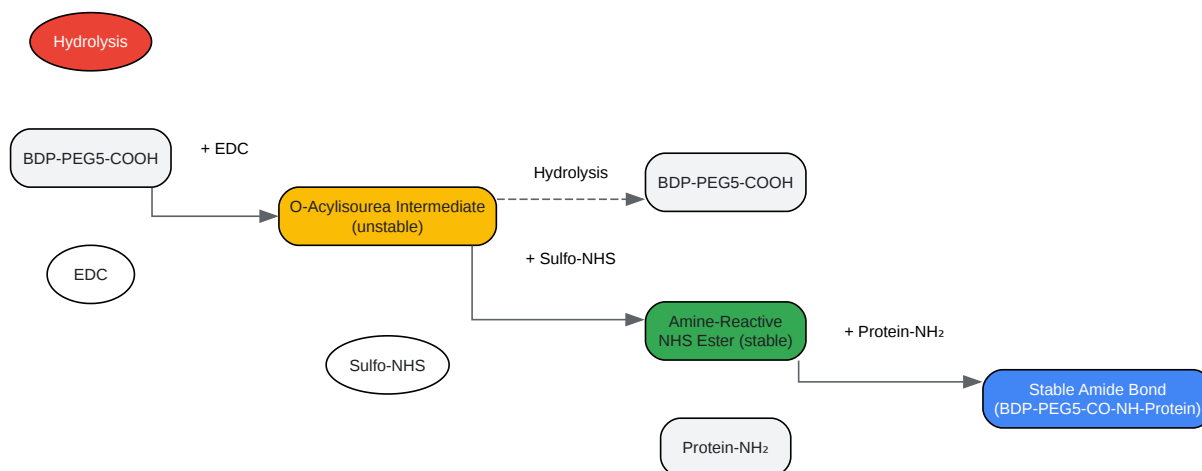 Hydrolysis
BDP-PEG5-COOH
+ EDC
Hydrolysis
BDP-PEG5-COOH
O-Acylisourea Intermediate
(unstable)
EDC
+ Sulfo-NHS
Amine-Reactive
NHS Ester (stable)
+ Protein-NH₂
Sulfo-NHS
Stable Amide Bond
(BDP-PEG5-CO-NH-Protein)
Protein-NH₂